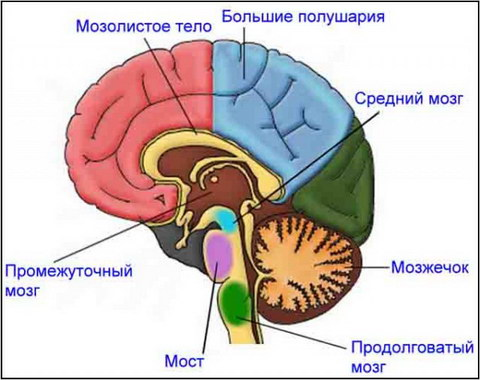 Большие полушария
Мозолистое тело
Средний мозг
Промежуточный
мозг
Мозжечок
Мост
Продолговатый
мозг